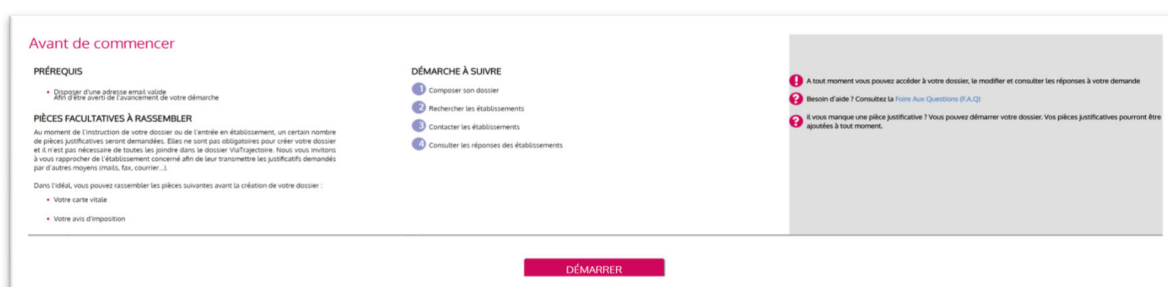 Avant de commencer
PRÉREQUIS
• Disposer d'une adresse email valide
Afin d'être averti de l'avancement de votre démarche
PIÈCES FACULTATIVES À RASSEMBLER
Au moment de l'instruction de votre dossier ou de l'entrée en établissement, un certain nombre
de pièces justificatives seront demandées. Elles ne sont pas obligatoires pour créer votre dossier
et il n'est pas nécessaire de toutes les joindre dans le dossier ViaTrajectoire. Nous vous invitons
à vous rapprocher de l'établissement concerné afin de leur transmettre les justificatifs demandés
par d'autres moyens (mails, fax, courrier...).
Dans l'idéal, vous pouvez rassembler les pièces suivantes avant la création de votre dossier :
• Votre carte vitale
• Votre avis d'imposition
DÉMARCHE À SUIVRE
1 Composer son dossier
2 Rechercher les établissements
3 Contacter les établissements
4 Consulter les réponses des établissements
! A tout moment vous pouvez accéder à votre dossier, le modifier et consulter les réponses à votre demande
? Besoin d'aide ? Consultez la Foire Aux Questions (F.A.Q)
? il vous manque une pièce justificative ? Vous pouvez démarrer votre dossier. Vos pièces justificatives pourront être
ajoutées à tout moment.
DÉMARRER